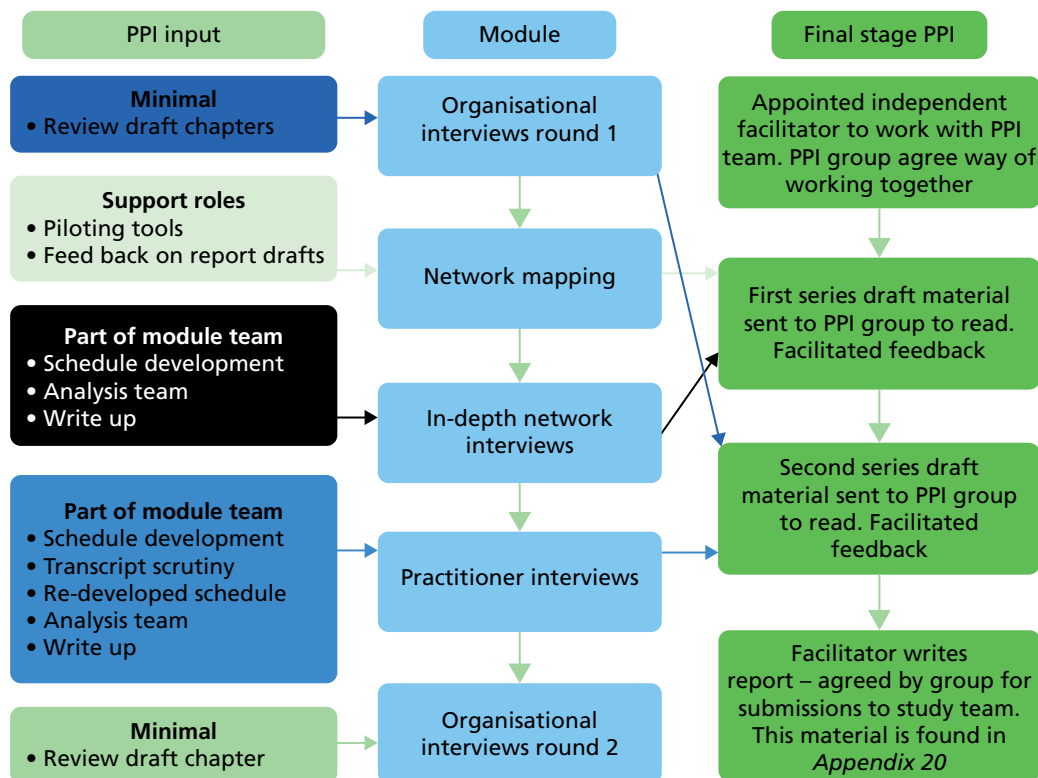 PPI input
Minimal
• Review draft chapters
Support roles
• Piloting tools
• Feed back on report drafts
Part of module team
• Schedule development
• Analysis team
• Write up
Part of module team
• Schedule development
• Transcript scrutiny
• Re-developed schedule
• Analysis team
• Write up
Minimal
• Review draft chapter
Module
Organisational
interviews round 1
Network mapping
In-depth network
interviews
Practitioner interviews
Organisational
interviews round 2
Final stage PPI
Appointed independent
facilitator to work with PPI
team. PPI group agree way of
working together
First series draft material
sent to PPI group to read.
Facilitated feedback
Second series draft
material sent to PPI group
to read. Facilitated
feedback
Facilitator writes
report – agreed by group for
submissions to study team.
This material is found in
Appendix 20